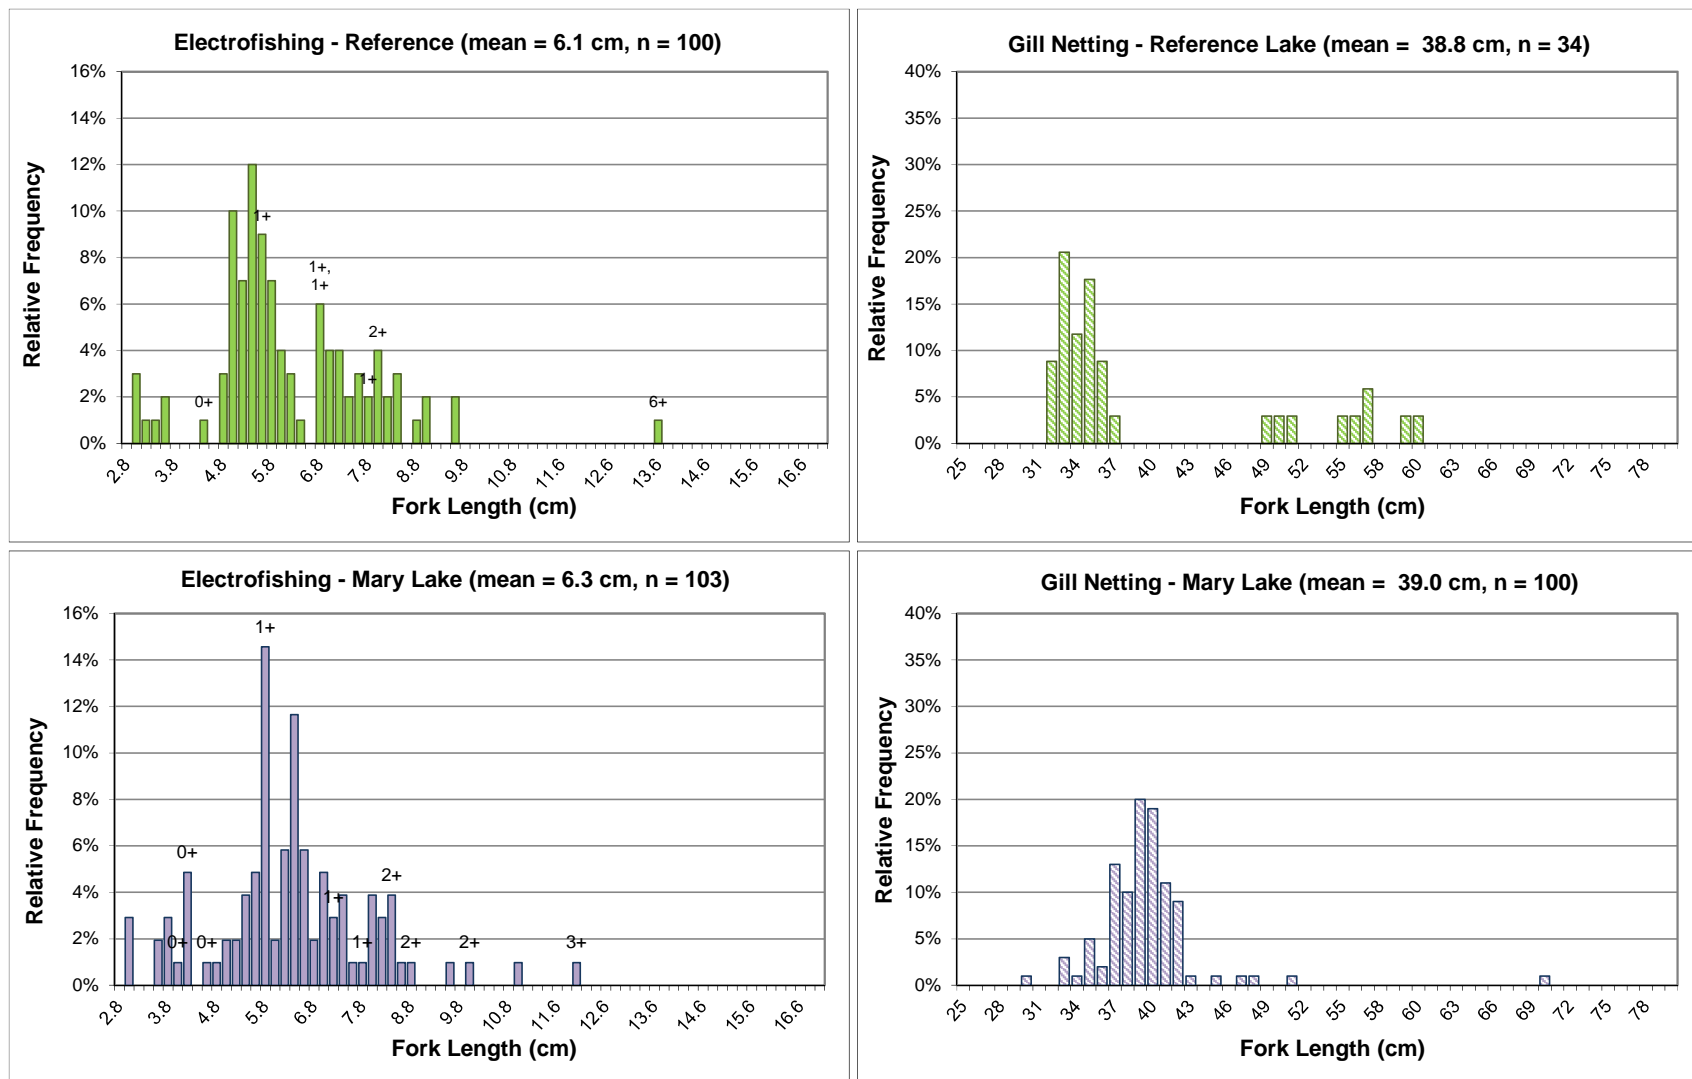 Electrofishing - Reference (mean = 6.1 cm, n = 100)
16%
14%
12%
10%
8%
6%
4%
2%
0%
Relative Frequency
1+
1+,
1+
2+
1+
0+
6+
2.8 3.8 4.8 5.8 6.8 7.8 8.8 9.8 10.8 11.6 12.6 13.6 14.6 15.6 16.6
Fork Length (cm)
Gill Netting - Reference Lake (mean = 38.8 cm, n = 34)
40%
35%
30%
25%
20%
15%
10%
5%
0%
Relative Frequency
25 28 31 34 37 40 43 46 49 52 55 58 60 63 66 69 72 75 78
Fork Length (cm)
Electrofishing - Mary Lake (mean = 6.3 cm, n = 103)
16%
14%
12%
10%
8%
6%
4%
2%
0%
Relative Frequency
1+
0+
2+
1+
0+ 0+ 1+ 2+ 2+ 3+
2.8 3.8 4.8 5.8 6.8 7.8 8.8 9.8 10.8 11.6 12.6 13.6 14.6 15.6 16.6
Fork Length (cm)
Gill Netting - Mary Lake (mean = 39.0 cm, n = 100)
40%
35%
30%
25%
20%
15%
10%
5%
0%
Relative Frequency
25 28 31 34 37 40 43 46 49 52 55 58 60 63 66 69 72 75 78
Fork Length (cm)